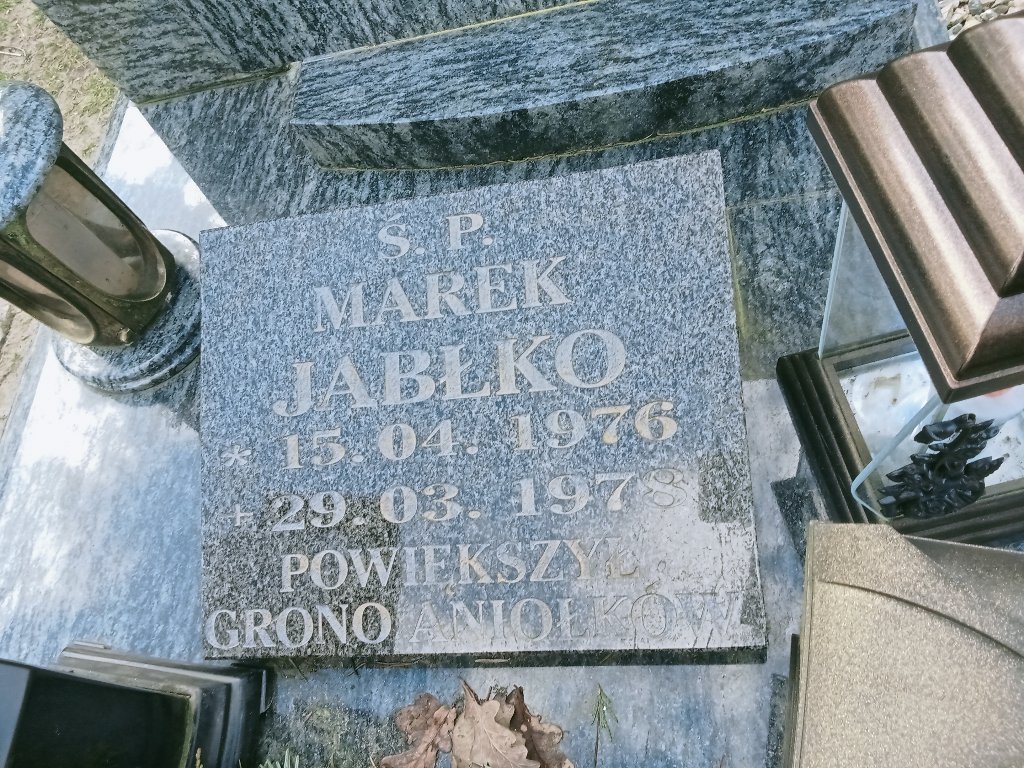 Ś. P.
MAREK
JABŁKO
* 15. 04. 1976
+ 29. 03. 1978
POWIĘKSZYŁ
GRONO ANIOŁKÓW